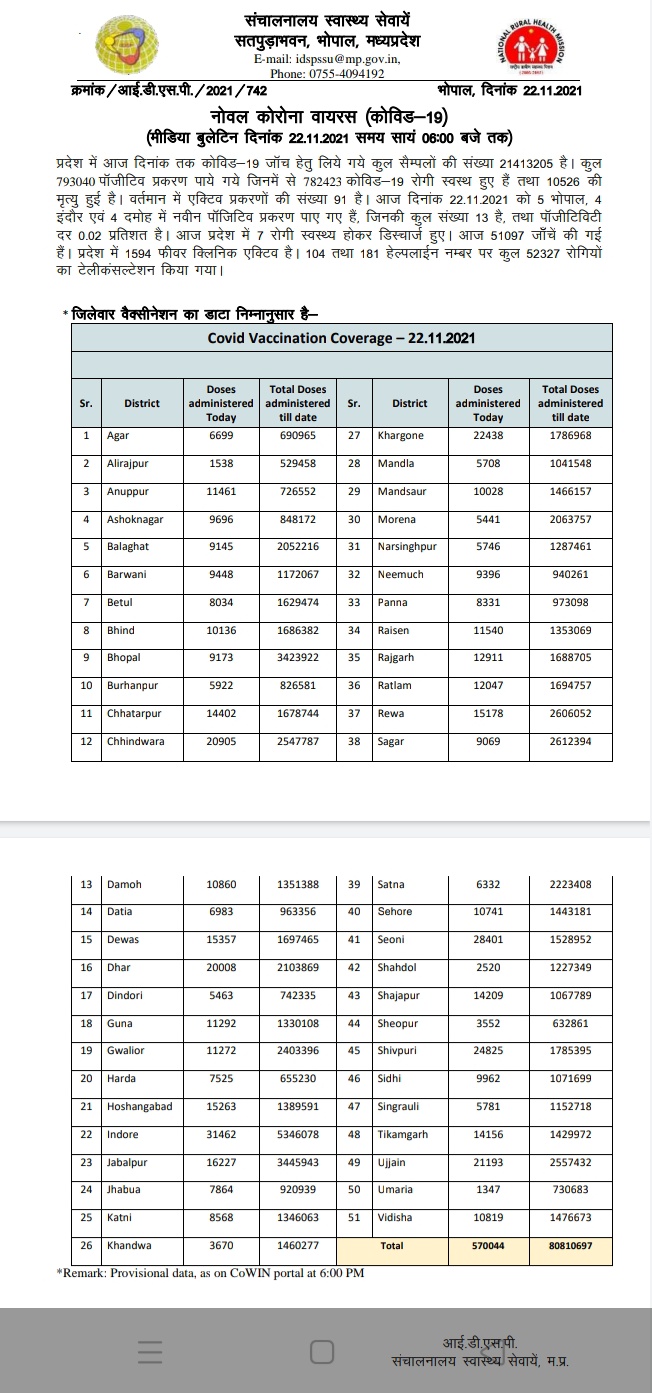 संचालनालय स्वास्थ्य सेवायें
सतपुड़ाभवन, भोपाल, मध्यप्रदेश
E-mail: idspssu@mp.gov.in,
Phone: 0755-4094192
NATIONAL RURAL HEALTH MISSION
क्रमांक/आई.डी.एस.पी./2021/742 भोपाल, दिनांक 22.11.2021
नोवल कोरोना वायरस (कोविड–19)
(मीडिया बुलेटिन दिनांक 22.11.2021 समय सायं 06:00 बजे तक)
प्रदेश में आज दिनांक तक कोविड–19 जॉच हेतु लिये गये कुल सैम्पलों की संख्या 21413205 है। कुल
793040 पॉजीटिव प्रकरण पाये गये जिनमें से 782423 कोविड–19 रोगी स्वस्थ हुए हैं तथा 10526 की
मृत्यु हुई है। वर्तमान में एक्टिव प्रकरणों की संख्या 91 है। आज दिनांक 22.11.2021 को 5 भोपाल, 4
इंदौर एवं 4 दमोह में नवीन पॉजिटिव प्रकरण पाए गए हैं, जिनकी कुल संख्या 13 है, तथा पॉजीटिविटी
दर 0.02 प्रतिशत है। आज प्रदेश में 7 रोगी स्वस्थ्य होकर डिस्चार्ज हुए। आज 51097 जॉंचें की गई
हैं। प्रदेश में 1594 फीवर क्लिनिक एक्टिव है। 104 तथा 181 हेल्पलाईन नम्बर पर कुल 52327 रोगियों
का टेलीकंसल्टेशन किया गया।
* जिलेवार वैक्सीनेशन का डाटा निम्नानुसार है–
Covid Vaccination Coverage – 22.11.2021
Sr. District Doses administered Today Total Doses administered till date Sr. District Doses administered Today Total Doses administered till date
1 Agar 6699 690965 27 Khargone 22438 1786968
2 Alirajpur 1538 529458 28 Mandla 5708 1041548
3 Anuppur 11461 726552 29 Mandsaur 10028 1466157
4 Ashoknagar 9696 848172 30 Morena 5441 2063757
5 Balaghat 9145 2052216 31 Narsinghpur 5746 1287461
6 Barwani 9448 1172067 32 Neemuch 9396 940261
7 Betul 8034 1629474 33 Panna 8331 973098
8 Bhind 10136 1686382 34 Raisen 11540 1353069
9 Bhopal 9173 3423922 35 Rajgarh 12911 1688705
10 Burhanpur 5922 826581 36 Ratlam 12047 1694757
11 Chhatarpur 14402 1678744 37 Rewa 15178 2606052
12 Chhindwara 20905 2547787 38 Sagar 9069 2612394
13 Damoh 10860 1351388 39 Satna 6332 2223408
14 Datia 6983 963356 40 Sehore 10741 1443181
15 Dewas 15357 1697465 41 Seoni 28401 1528952
16 Dhar 20008 2103869 42 Shahdol 2520 1227349
17 Dindori 5463 742335 43 Shajapur 14209 1067789
18 Guna 11292 1330108 44 Sheopur 3552 632861
19 Gwalior 11272 2403396 45 Shivpuri 24825 1785395
20 Harda 7525 655230 46 Sidhi 9962 1071699
21 Hoshangabad 15263 1389591 47 Singrauli 5781 1152718
22 Indore 31462 5346078 48 Tikamgarh 14156 1429972
23 Jabalpur 16227 3445943 49 Ujjain 21193 2557432
24 Jhabua 7864 920939 50 Umaria 1347 730683
25 Katni 8568 1346063 51 Vidisha 10819 1476673
26 Khandwa 3670 1460277 Total 570044 80810697
*Remark: Provisional data, as on CoWIN portal at 6:00 PM
आई.डी.एस.पी.
संचालनालय स्वास्थ्य सेवायें, म.प्र.